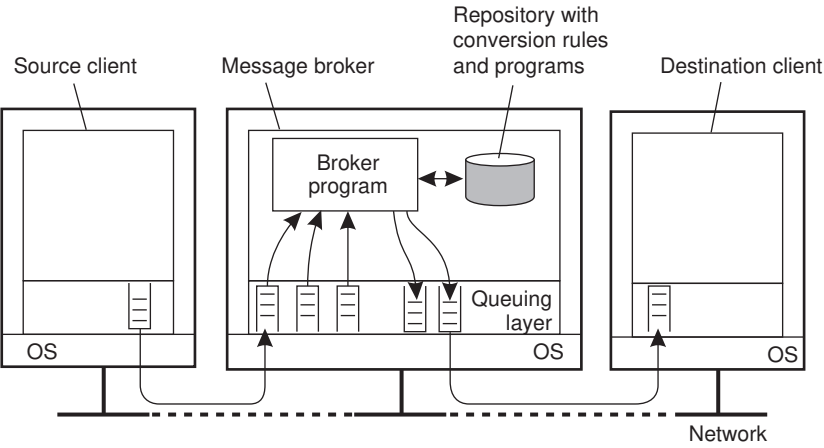 Repository with
conversion rules
and programs
Source client
Message broker
Destination client
Broker
program
Queuing
layer
OS
OS
OS
Network